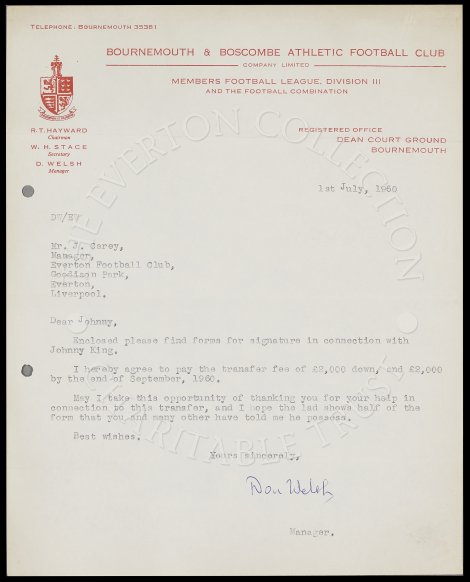 TELEPHONE: BOURNEMOUTH 35381
BOURNEMOUTH & BOSCOMBE ATHLETIC FOOTBALL CLUB
COMPANY LIMITED
MEMBERS FOOTBALL LEAGUE. DIVISION III
AND THE FOOTBALL COMBINATION
R. T. HAYWARD
Chairman
W. H. STACE
Secretary
D. WELSH
Manager
REGISTERED OFFICE
DEAN COURT GROUND
BOURNEMOUTH
1st July, 1960
DW/EW
Mr. J. Carey,
Manager,
Everton Football Club,
Goodison Park,
Everton,
Liverpool.
Dear Johnny,
Enclosed please find forms for signature in connection with
Johnny King.
I hereby agree to pay the transfer fee of £2,000 down, and £2,000
by the end of September, 1960.
May I take this opportunity of thanking you for your help in
connection to this transfer, and I hope the lad shows half of the
form that you and many other have told me he possess.
Best wishes.
Yours sincerely,
Don Welsh
Manager.
THE EVERTON COLLECTION
CHARITABLE TRUST